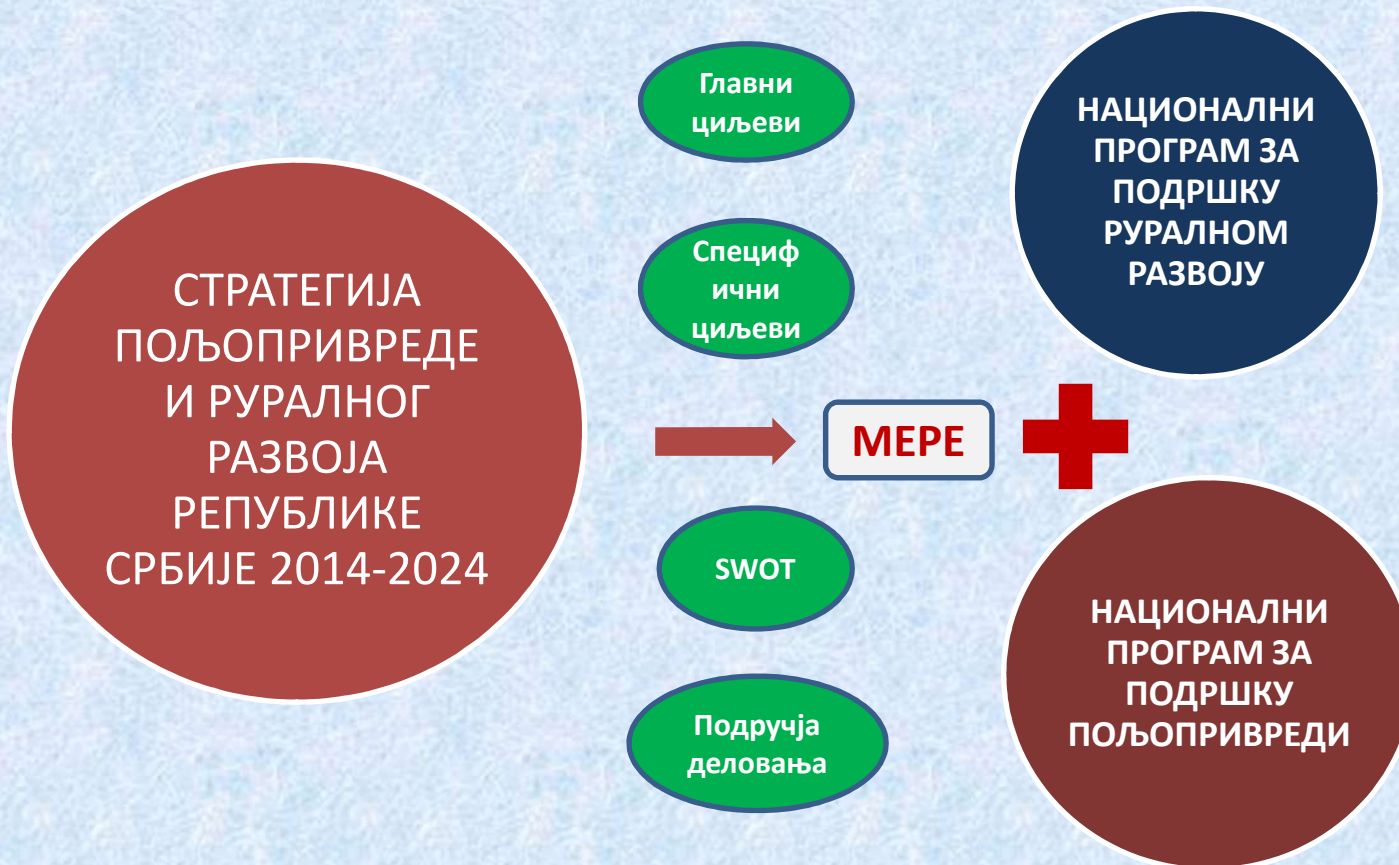 СТРАТЕГИЈА
ПОЉОПРИВРЕДЕ
И РУРАЛНОГ
РАЗВОЈА
РЕПУБЛИКЕ
СРБИЈЕ 2014-2024
Главни
циљеви
Специф
ични
циљеви
МЕРЕ
SWOT
Подручја
деловања
НАЦИОНАЛНИ
ПРОГРАМ ЗА
ПОДРШКУ
РУРАЛНОМ
РАЗВОЈУ
НАЦИОНАЛНИ
ПРОГРАМ ЗА
ПОДРШКУ
ПОЉОПРИВРЕДИ